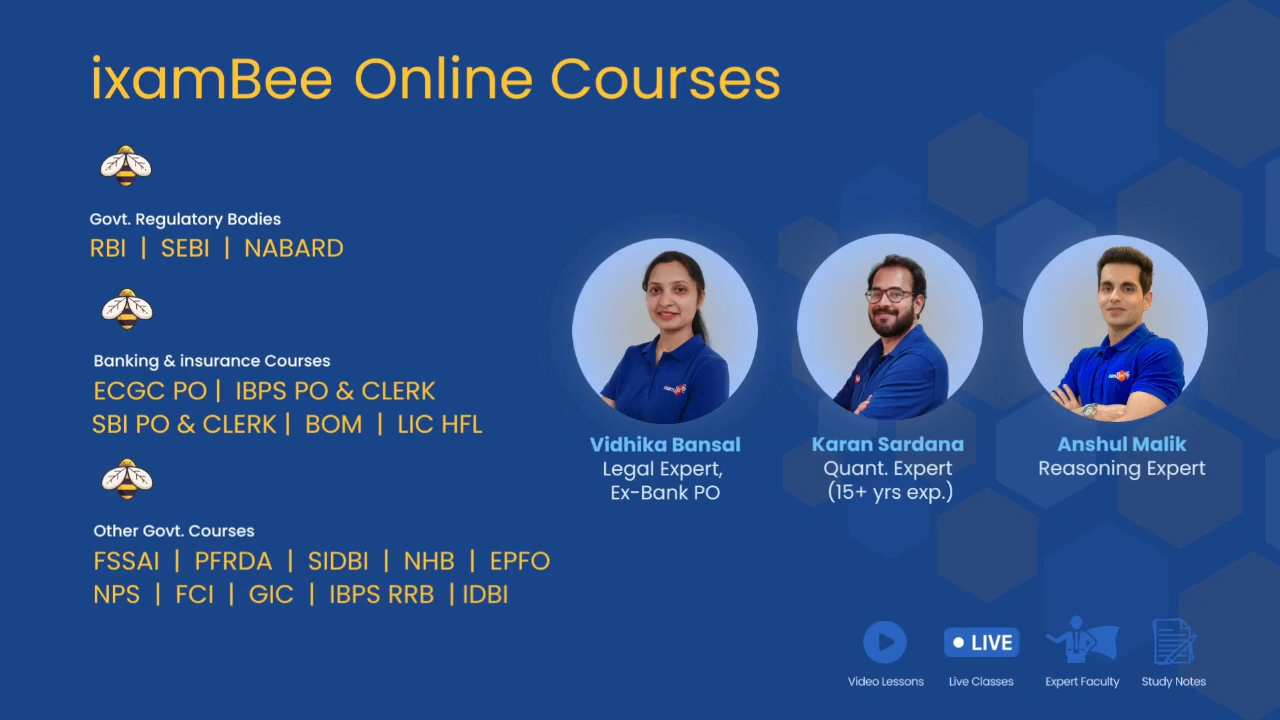 ixamBee Online Courses
Govt. Regulatory Bodies
RBI | SEBI | NABARD
Banking & insurance Courses
ECGC PO | IBPS PO & CLERK
SBI PO & CLERK | BOM | LIC HFL
Other Govt. Courses
FSSAI | PFRDA | SIDBI | NHB | EPFO
NPS | FCI | GIC | IBPS RRB | IDBI
Vidhika Bansal
Legal Expert,
Ex-Bank PO
Karan Sardana
Quant. Expert
(15+ yrs exp.)
Anshul Malik
Reasoning Expert
LIVE
Video Lessons
Live Classes
Expert Faculty
Study Notes